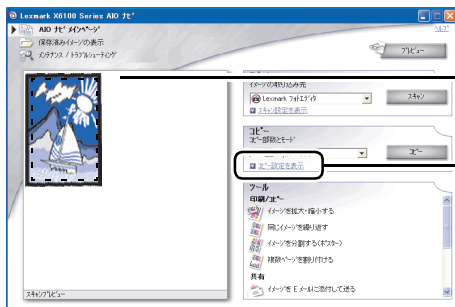 Lexmark X6100 Series AIO ﾅﾋﾞ
AIO ﾅﾋﾞ ﾒｲﾝﾍﾟｰｼﾞ
保存済みｲﾒｰｼﾞの表示
ﾒﾝﾃﾅﾝｽ / ﾄﾗﾌﾞﾙｼｭｰﾃｨﾝｸﾞ
ﾍﾙﾌﾟ
ﾌﾟﾚﾋﾞｭｰ
ｲﾒｰｼﾞの取り込み先
Lexmark ﾌｫﾄｴﾃﾞｨﾀ
ｽｷｬﾝ
ｽｷｬﾝ設定を表示
ｺﾋﾟｰ
ｺﾋﾟｰ部数とﾓｰﾄﾞ
ｺﾋﾟｰ
ｺﾋﾟｰ設定を表示
ﾂｰﾙ
印刷/ｺﾋﾟｰ
ｲﾒｰｼﾞを拡大・縮小する
同じｲﾒｰｼﾞを繰り返す
ｲﾒｰｼﾞを分割する(ﾎﾟｽﾀｰ)
複数ﾍﾟｰｼﾞを割り付ける
共有
ｲﾒｰｼﾞを E ﾒｰﾙに添付して送る
ｽｷｬﾝﾌﾟﾚﾋﾞｭｰ